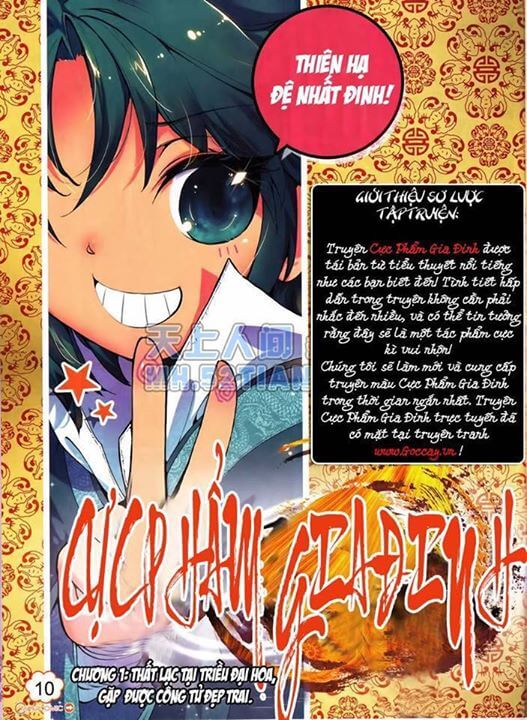 THIÊN HẠ
ĐỆ NHẤT ĐINH!
GIỚI THIỆU SƠ LƯỢC
TẬP TRUYỆN:
Truyện Cực Phẩm Gia Đinh được
tái bản từ tiểu thuyết nổi tiếng
như các bạn biết đến! Tình tiết hấp
dẫn trong truyện không cần phải
nhắc đến nhiều, và có thể tin tưởng
rằng đây sẽ là một tác phẩm cực
kì vui nhộn!
Chúng tôi sẽ làm mới và cung cấp
truyện màu Cực Phẩm Gia Đinh
trong thời gian ngắn nhất. Truyện
Cực Phẩm Gia Đinh trực tuyến đã
có mặt tại truyện tranh
www.Goccay.vn !
天上人间
CỰC PHẨM GIA ĐINH
CHƯƠNG 1: THẤT LẠC TẠI TRIỀU ĐẠI HOA,
GẶP ĐƯỢC CÔNG TỬ ĐẸP TRAI.
10